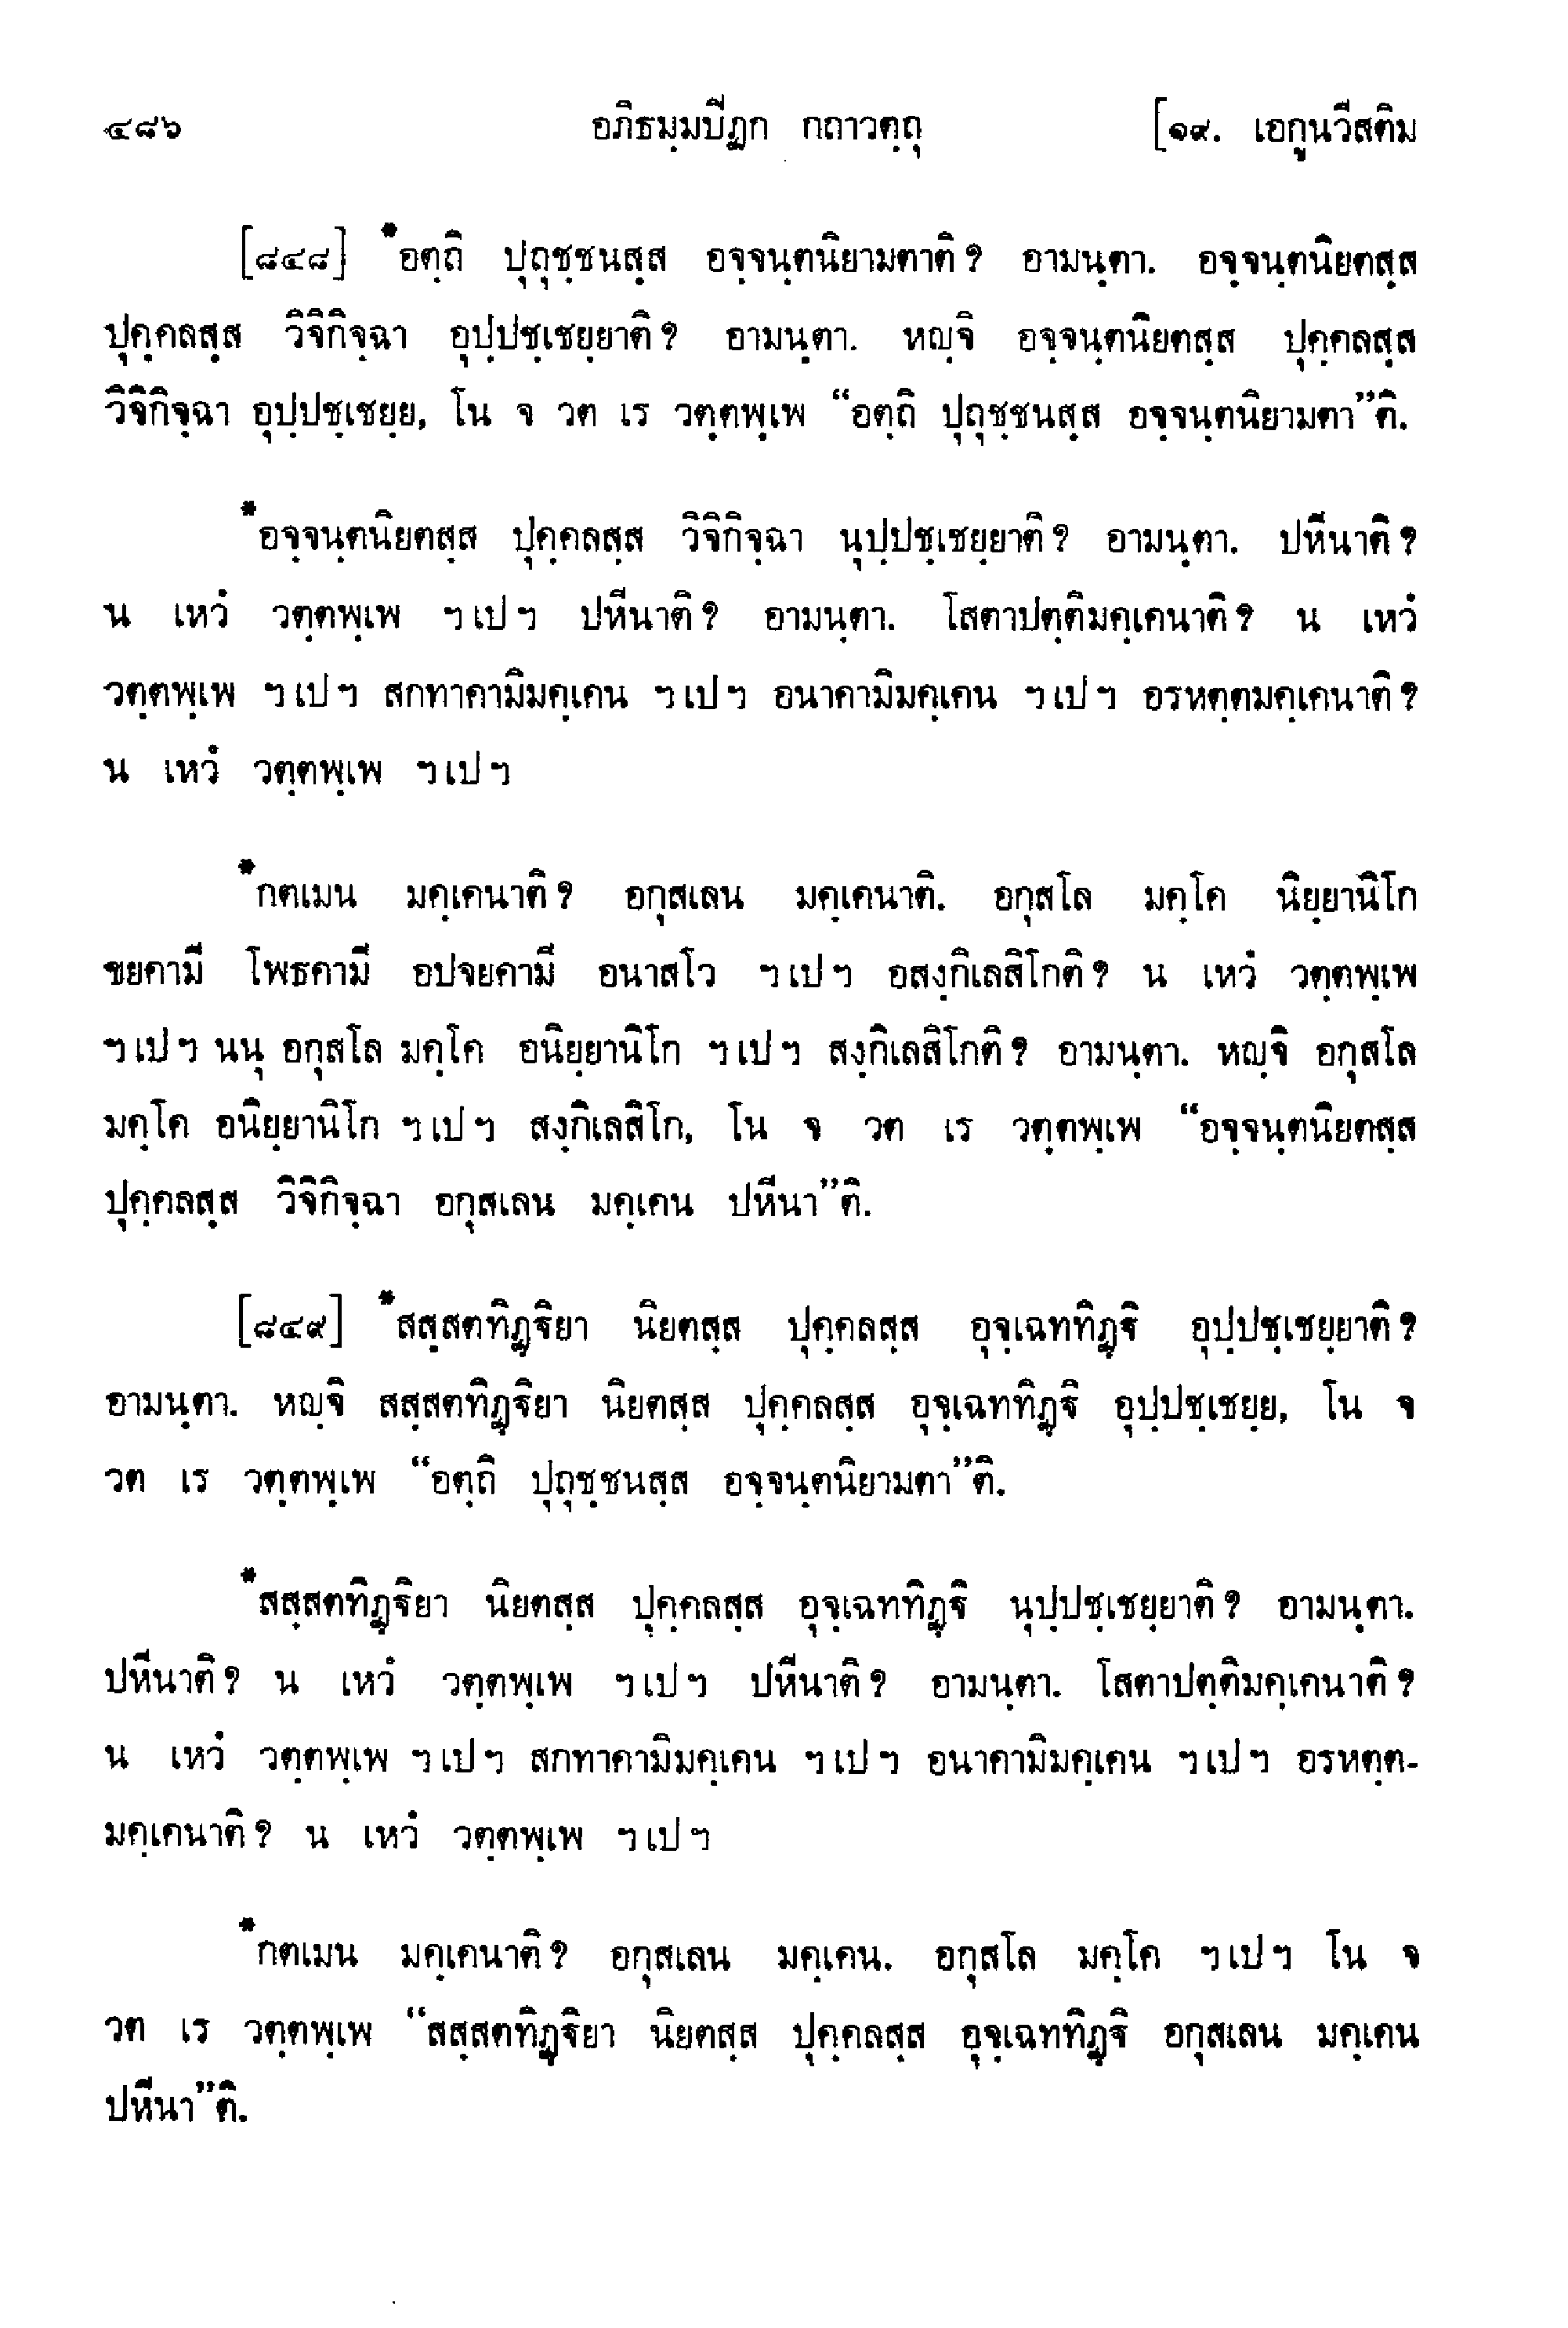 ๔๘๖ อภิธมฺมปิฏก กถาวตฺถุ [๑๙. เอกูนวีสติม
[๘๔๘] *อตฺถิ ปุถุชฺชนสฺส อจฺจนฺตนิยามตาติ? อามนฺตา. อจฺจนฺตนิยตสฺส
ปุคฺคลสฺส วิจิกิจฺฉา อุปฺปชฺเชยฺยาติ? อามนฺตา. หญฺจิ อจฺจนฺตนิยตสฺส ปุคฺคลสฺส
วิจิกิจฺฉา อุปฺปชฺเชยฺย, โน จ วต เร วตฺตพฺเพ “อตฺถิ ปุถุชฺชนสฺส อจฺจนฺตนิยามตา”ติ.
*อจฺจนฺตนิยตสฺส ปุคฺคลสฺส วิจิกิจฺฉา นุปฺปชฺเชยฺยาติ? อามนฺตา. ปหีนาติ?
น เหวํ วตฺตพฺเพ ฯ เป ฯ ปหีนาติ? อามนฺตา. โสตาปตฺติมคฺเคนาติ? น เหวํ
วตฺตพฺเพ ฯ เป ฯ สกทาคามิมคฺเคน ฯ เป ฯ อนาคามิมคฺเคน ฯ เป ฯ อรหตฺตมคฺเคนาติ?
น เหวํ วตฺตพฺเพ ฯ เป ฯ
*กตเมน มคฺเคนาติ? อกุสเลน มคฺเคนาติ. อกุสโล มคฺโค นิยฺยานิโก
ขยคามี โพธคามี อปจยคามี อนาสโว ฯ เป ฯ อสงฺกิเลสิโกติ? น เหวํ วตฺตพฺเพ
ฯ เป ฯ นนุ อกุสโล มคฺโค อนิยฺยานิโก ฯ เป ฯ สงฺกิเลสิโกติ? อามนฺตา. หญฺจิ อกุสโล
มคฺโค อนิยฺยานิโก ฯ เป ฯ สงฺกิเลสิโก, โน จ วต เร วตฺตพฺเพ “อจฺจนฺตนิยตสฺส
ปุคฺคลสฺส วิจิกิจฺฉา อกุสเลน มคฺเคน ปหีนา”ติ.
[๘๔๙] *สสฺสตทิฏฺฐิยา นิยตสฺส ปุคฺคลสฺส อุจฺเฉททิฏฺฐิ อุปฺปชฺเชยฺยาติ?
อามนฺตา. หญฺจิ สสฺสตทิฏฺฐิยา นิยตสฺส ปุคฺคลสฺส อุจฺเฉททิฏฺฐิ อุปฺปชฺเชยฺย, โน จ
วต เร วตฺตพฺเพ “อตฺถิ ปุถุชฺชนสฺส อจฺจนฺตนิยามตา”ติ.
*สสฺสตทิฏฺฐิยา นิยตสฺส ปุคฺคลสฺส อุจฺเฉททิฏฺฐิ นุปฺปชฺเชยฺยาติ? อามนฺตา.
ปหีนาติ? น เหวํ วตฺตพฺเพ ฯ เป ฯ ปหีนาติ? อามนฺตา. โสตาปตฺติมคฺเคนาติ?
น เหวํ วตฺตพฺเพ ฯ เป ฯ สกทาคามิมคฺเคน ฯ เป ฯ อนาคามิมคฺเคน ฯ เป ฯ อรหตฺต-
มคฺเคนาติ? น เหวํ วตฺตพฺเพ ฯ เป ฯ
*กตเมน มคฺเคนาติ? อกุสเลน มคฺเคน. อกุสโล มคฺโค ฯ เป ฯ โน จ
วต เร วตฺตพฺเพ “สสฺสตทิฏฺฐิยา นิยตสฺส ปุคฺคลสฺส อุจฺเฉททิฏฺฐิ อกุสเลน มคฺเคน
ปหีนา”ติ.